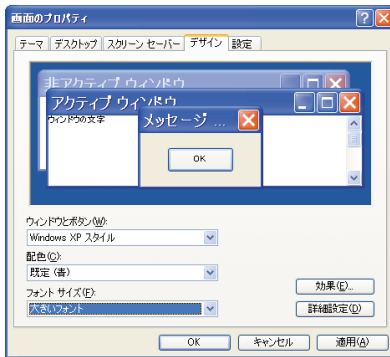 画面のプロパティ
テーマ デスクトップ スクリーン セーバー デザイン 設定
非アクティブ ウィンドウ
アクティブ ウィンドウ
ウィンドウの文字
メッセージ ...
OK
ウィンドウとボタン(W):
Windows XP スタイル
配色(C):
既定 (青)
フォント サイズ(F):
大きいフォント
効果(E)...
詳細設定(D)
OK キャンセル 適用(A)